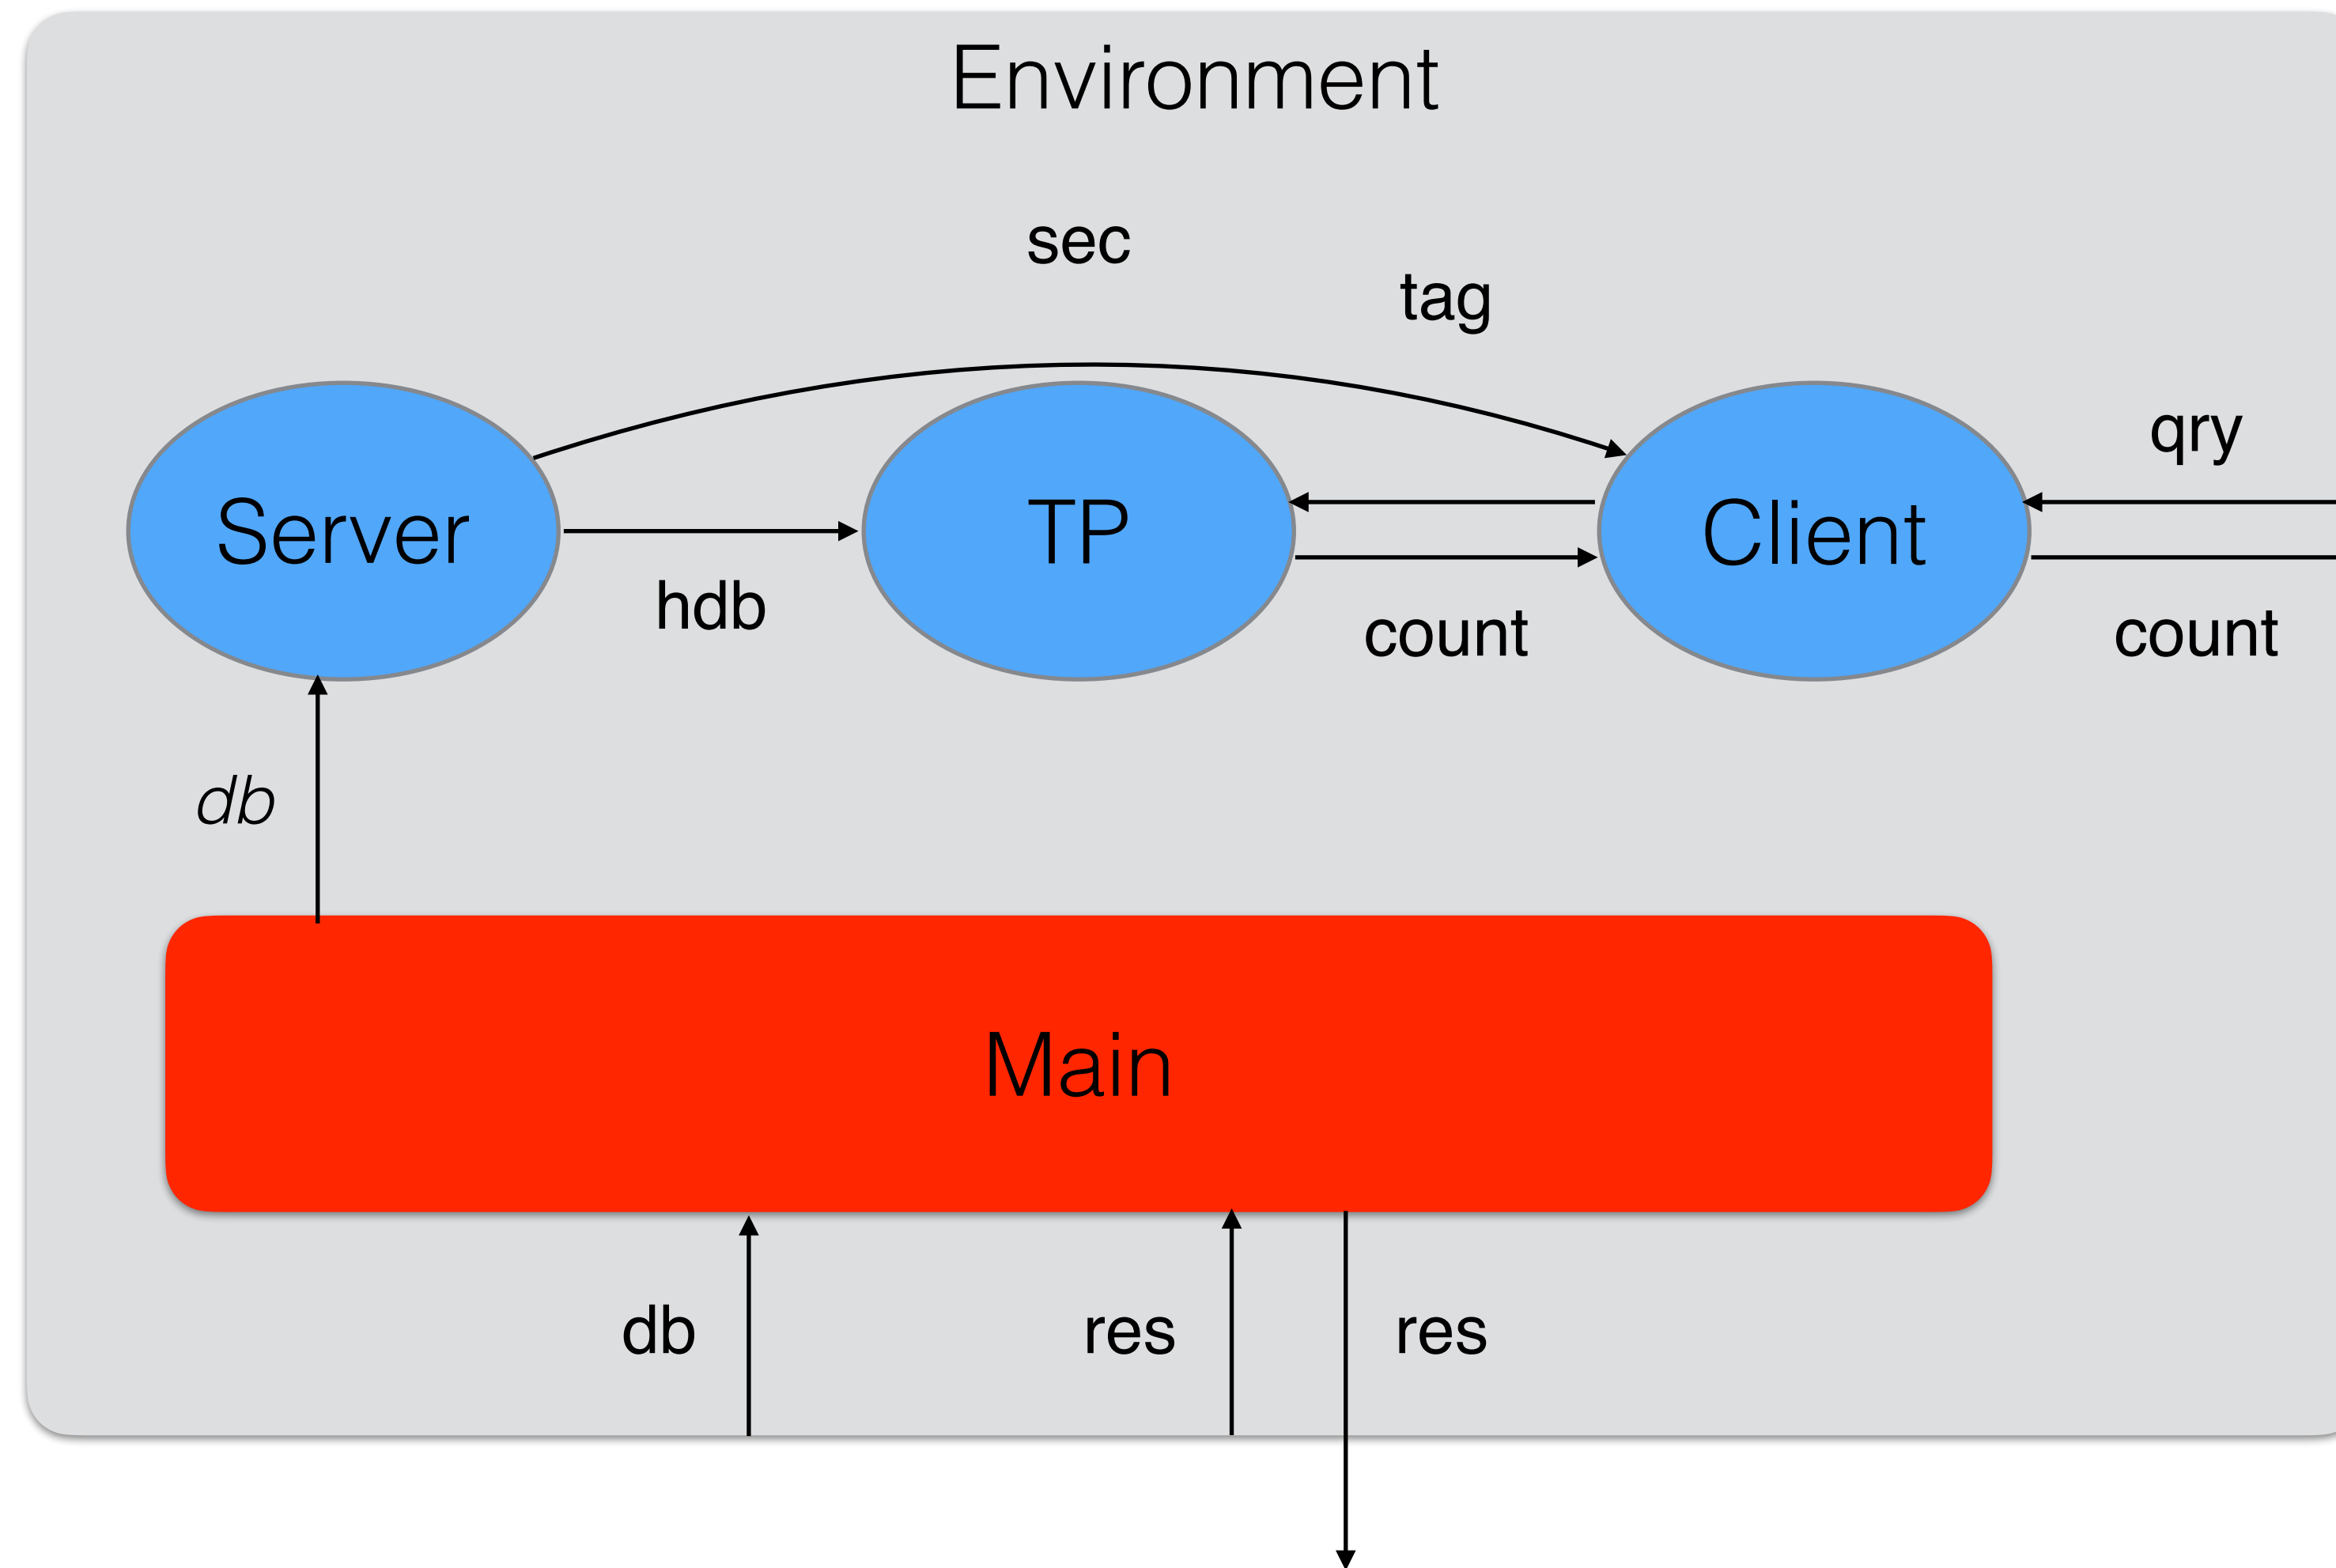 Environment
sec
tag
qry
Server
TP
Client
hdb
count
count
db
Main
db
res
res